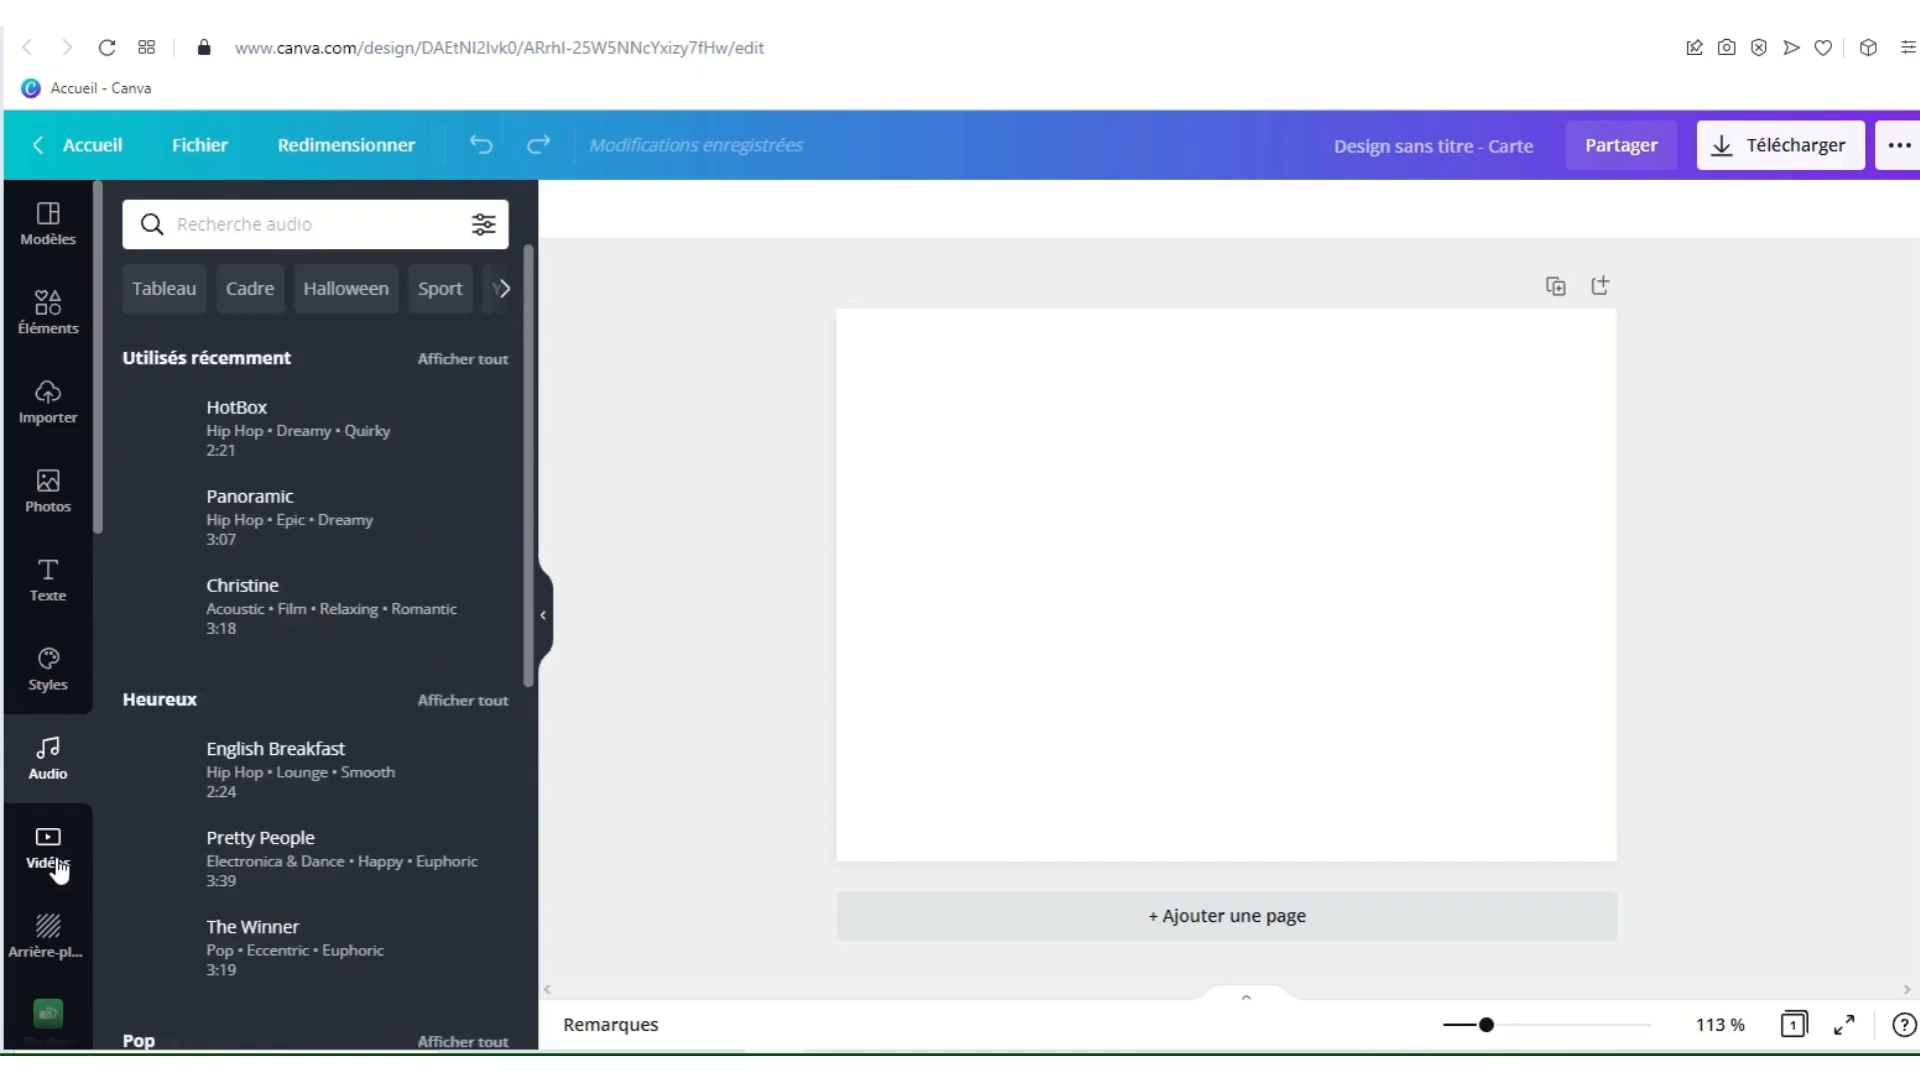 www.canva.com/design/DAEtNI2Ivk0/ARrhI-25W5NNcYxizy7fHw/edit
Accueil - Canva
Accueil
Fichier
Redimensionner
Modifications enregistrées
Design sans titre - Carte
Partager
Télécharger
Modèles
Éléments
Importer
Photos
Texte
Styles
Audio
Vidéos
Arrière-pl...
Recherche audio
Tableau
Cadre
Halloween
Sport
Utilisés récemment
Afficher tout
HotBox
Hip Hop • Dreamy • Quirky
2:21
Panoramic
Hip Hop • Epic • Dreamy
3:07
Christine
Acoustic • Film • Relaxing • Romantic
3:18
Heureux
Afficher tout
English Breakfast
Hip Hop • Lounge • Smooth
2:24
Pretty People
Electronica & Dance • Happy • Euphoric
3:39
The Winner
Pop • Eccentric • Euphoric
3:19
Pop
Afficher tout
+ Ajouter une page
Remarques
113 %
1